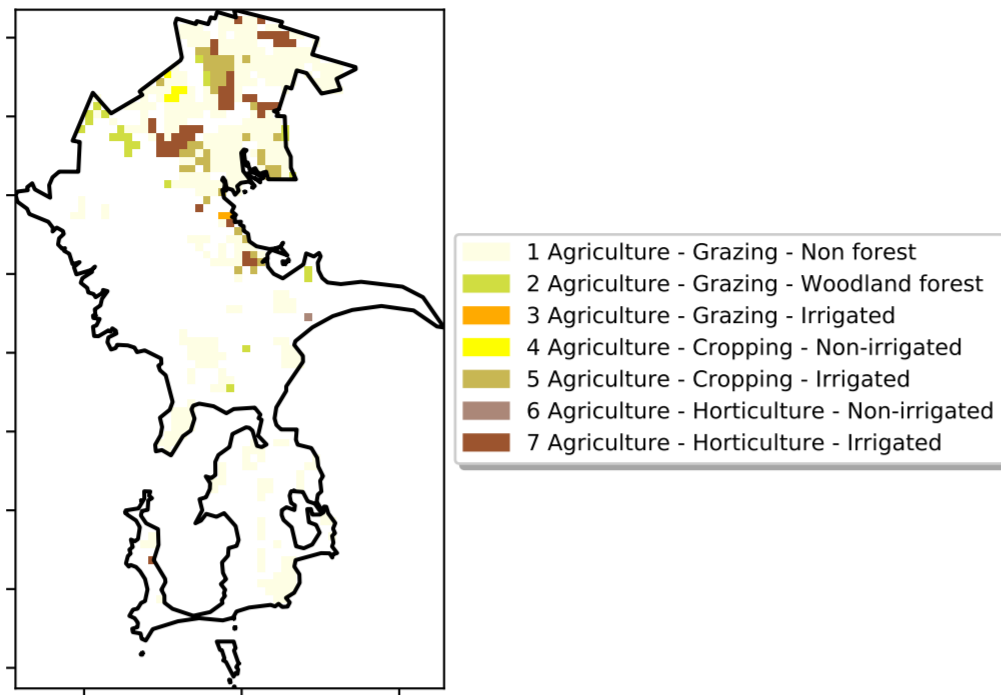 1 Agriculture - Grazing - Non forest
2 Agriculture - Grazing - Woodland forest
3 Agriculture - Grazing - Irrigated
4 Agriculture - Cropping - Non-irrigated
5 Agriculture - Cropping - Irrigated
6 Agriculture - Horticulture - Non-irrigated
7 Agriculture - Horticulture - Irrigated